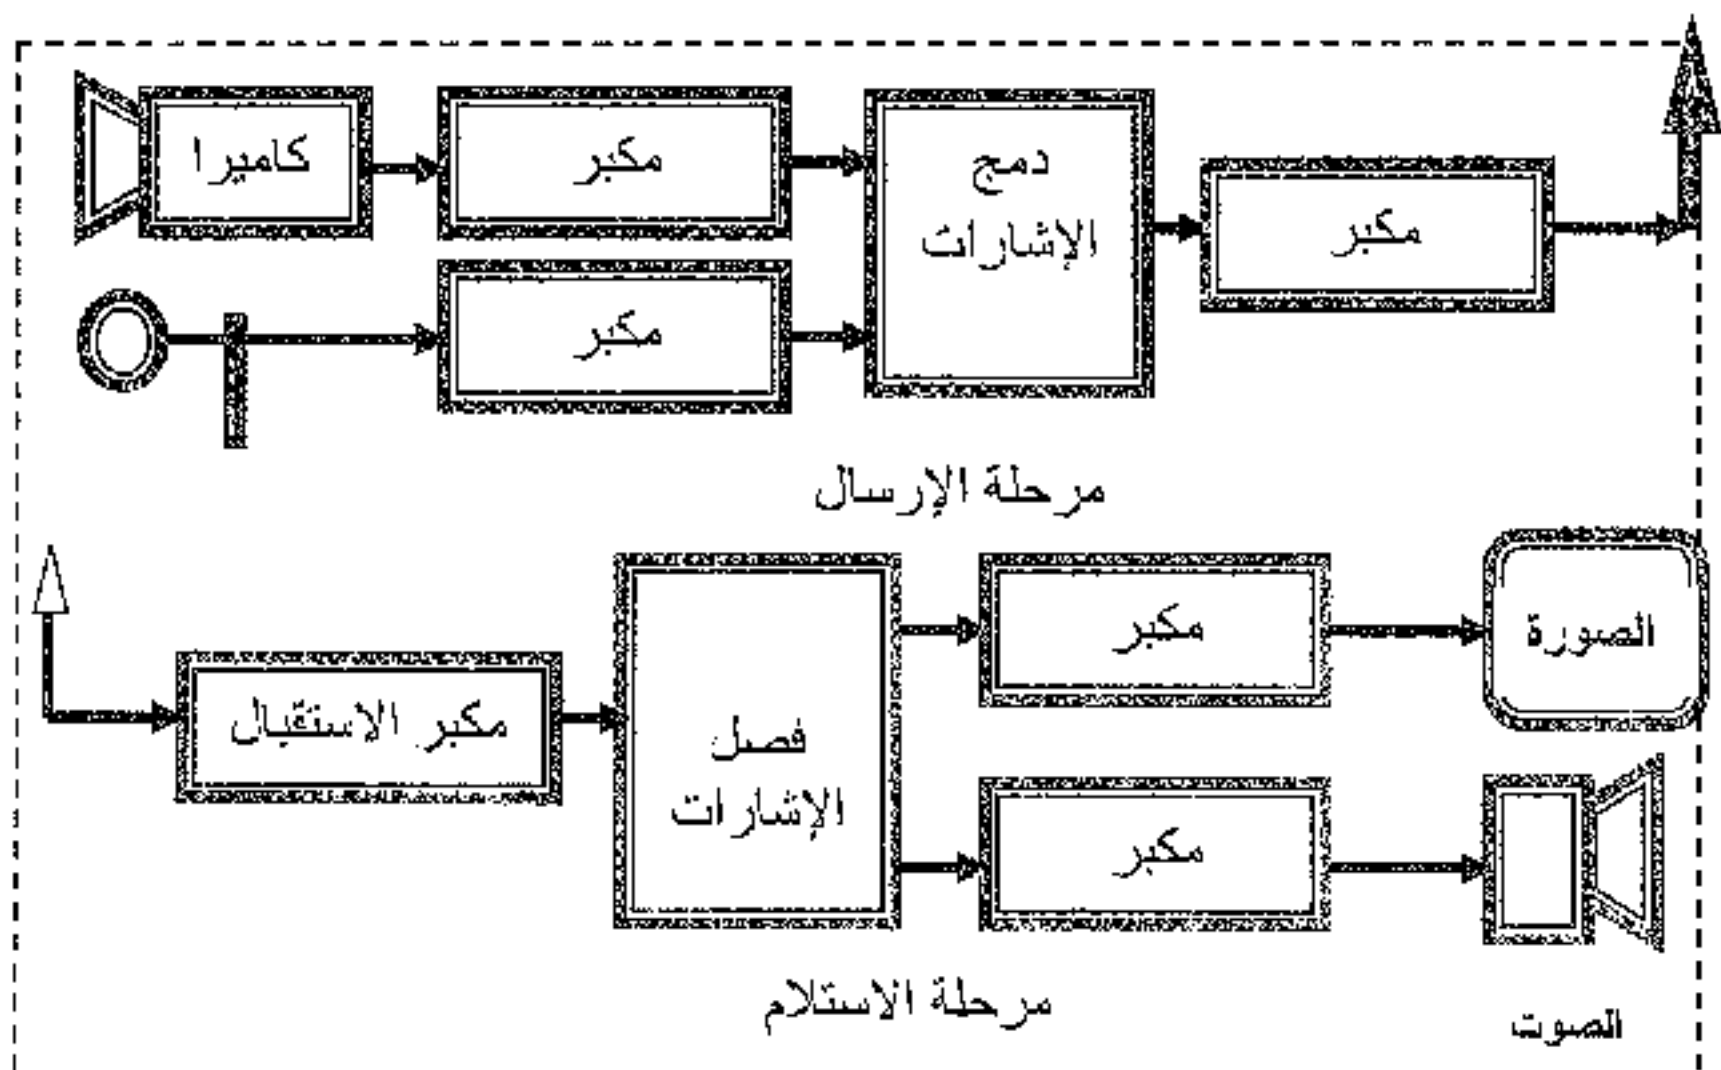 كاميرا
مكبر
دمج
الإشارات
مكبر
مكبر
مرحلة الإرسال
مكبر الاستقبال
فصل
الإشارات
مكبر
الصورة
مكبر
مرحلة الاستلام
الصوت